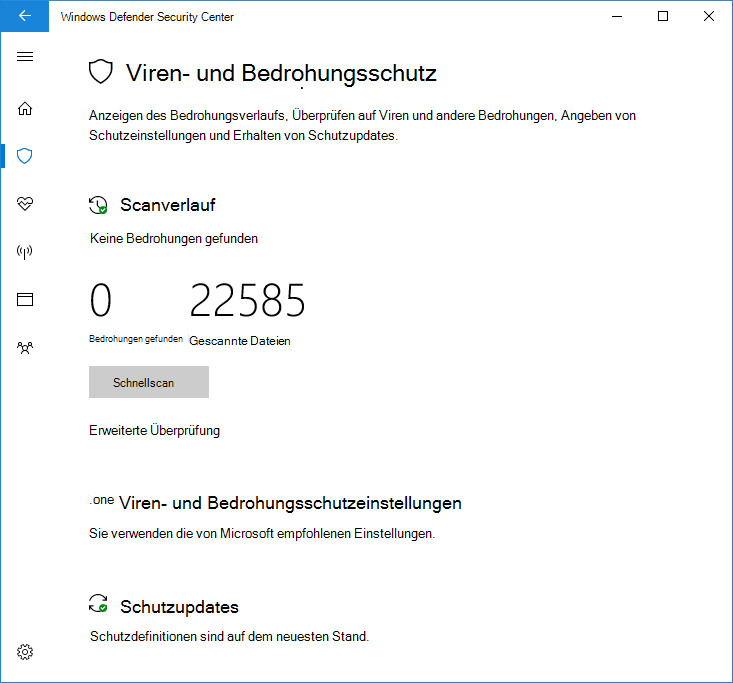 Windows Defender Security Center
Viren- und Bedrohungsschutz
Anzeigen des Bedrohungsverlaufs, Überprüfen auf Viren und andere Bedrohungen, Angeben von
Schutzeinstellungen und Erhalten von Schutzupdates.
Scanverlauf
Keine Bedrohungen gefunden
0 22585
Bedrohungen gefunden Gescannte Dateien
Schnellscan
Erweiterte Überprüfung
.one Viren- und Bedrohungsschutzeinstellungen
Sie verwenden die von Microsoft empfohlenen Einstellungen.
Schutzupdates
Schutzdefinitionen sind auf dem neuesten Stand.